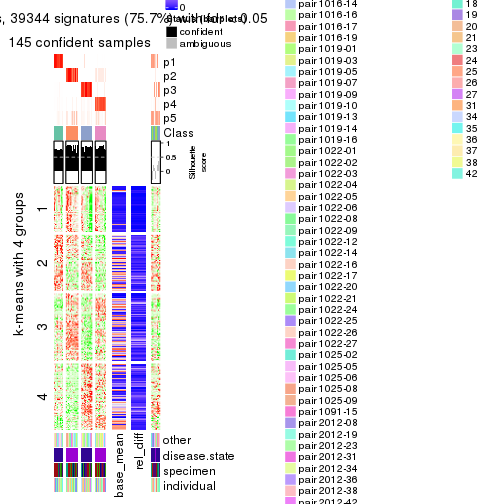 , 39344 signatures (75.7%) with fdr < 0.05
145 confident samples
0
confident
ambiguous
p1
p2
p3
p4
p5
Class
1
0.5
0
Silhouette
score
k-means with 4 groups
1
2
3
4
other
disease.state
specimen
individual
base_mean
rel_diff
pair1016-14
pair1016-16
pair1016-17
pair1016-19
pair1019-01
pair1019-03
pair1019-05
pair1019-07
pair1019-10
pair1019-13
pair1019-14
pair1019-16
pair1022-01
pair1022-02
pair1022-03
pair1022-04
pair1022-05
pair1022-06
pair1022-08
pair1022-09
pair1022-12
pair1022-14
pair1022-16
pair1022-17
pair1022-20
pair1022-21
pair1022-24
pair1022-25
pair1022-26
pair1022-27
pair1025-02
pair1025-05
pair1025-06
pair1025-08
pair1025-09
pair1091-15
pair2012-08
pair2012-19
pair2012-23
pair2012-31
pair2012-34
pair2012-36
pair2012-38
pair2012-42
18
19
20
21
23
24
25
26
27
31
34
35
36
37
38
42